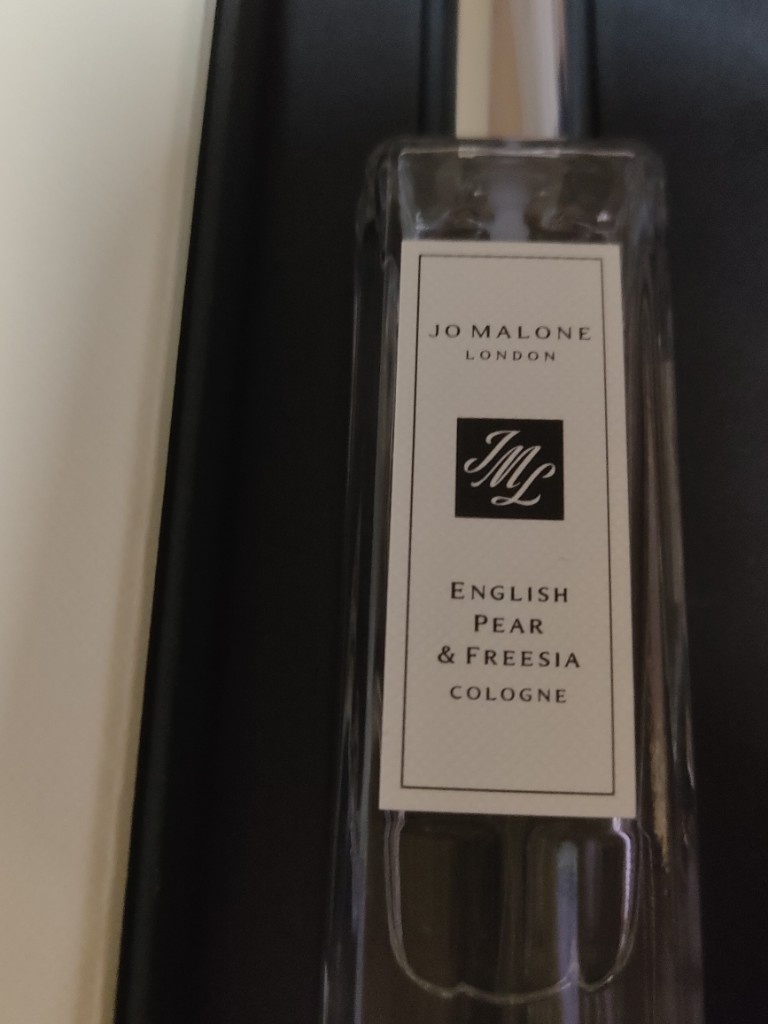 JO MALONE
LONDON
JML
ENGLISH
PEAR
& FREESIA
COLOGNE